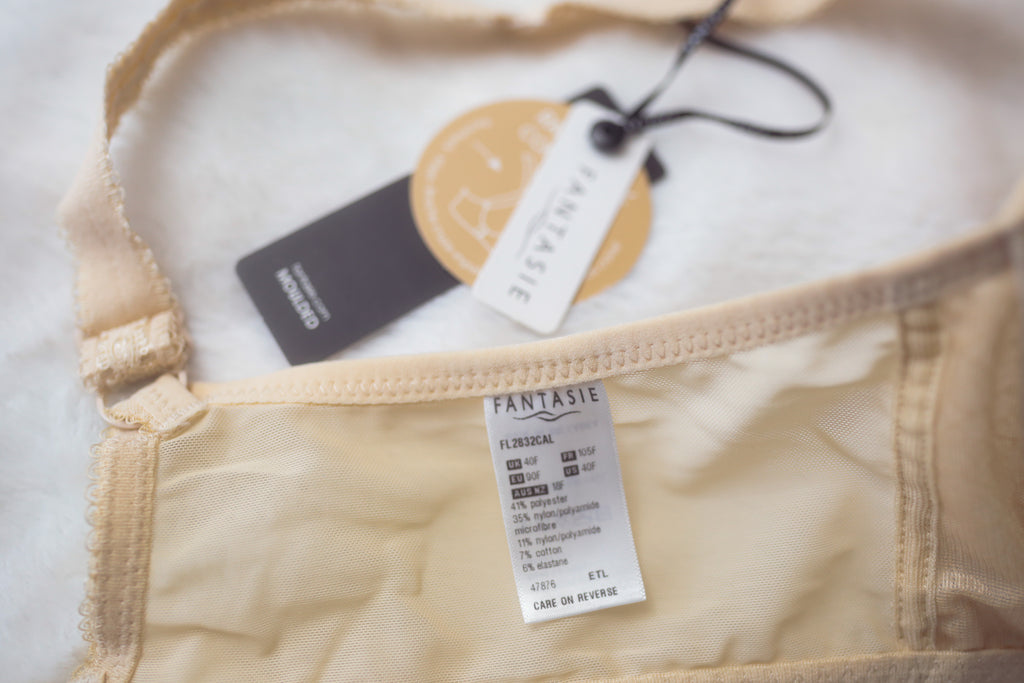 FANTASIE
FANTASIE
FL2832CAL
UK 40F FR 105F
EU 90F US 40F
AUS NZ 18F
41% polyester
35% nylon/polyamide
microfibre
11% nylon/polyamide
7% cotton
6% elastane
47876 ETL
CARE ON REVERSE